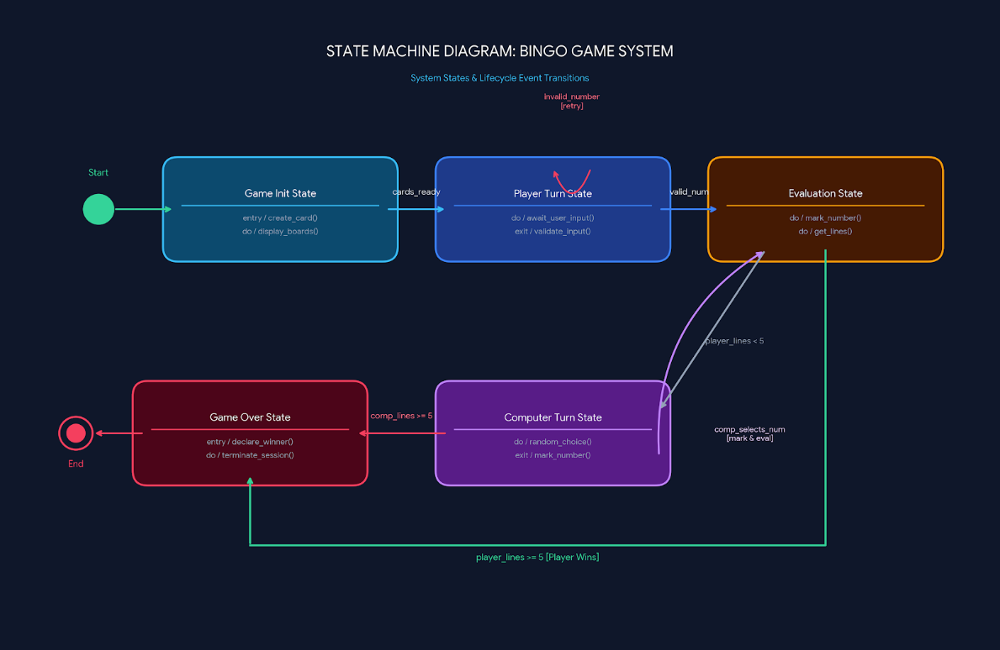 STATE MACHINE DIAGRAM: BINGO GAME SYSTEM
System States & Lifecycle Event Transitions
invalid_number
[retry]
Start
Game Init State
entry / create_card()
do / display_boards()
cards_ready
Player Turn State
do / await_user_input()
exit / validate_input()
valid_num
Evaluation State
do / mark_number()
do / get_lines()
player_lines < 5
End
Game Over State
entry / declare_winner()
do / terminate_session()
comp_lines >= 5
Computer Turn State
do / random_choice()
exit / mark_number()
comp_selects_num
[mark & eval]
player_lines >= 5 [Player Wins]